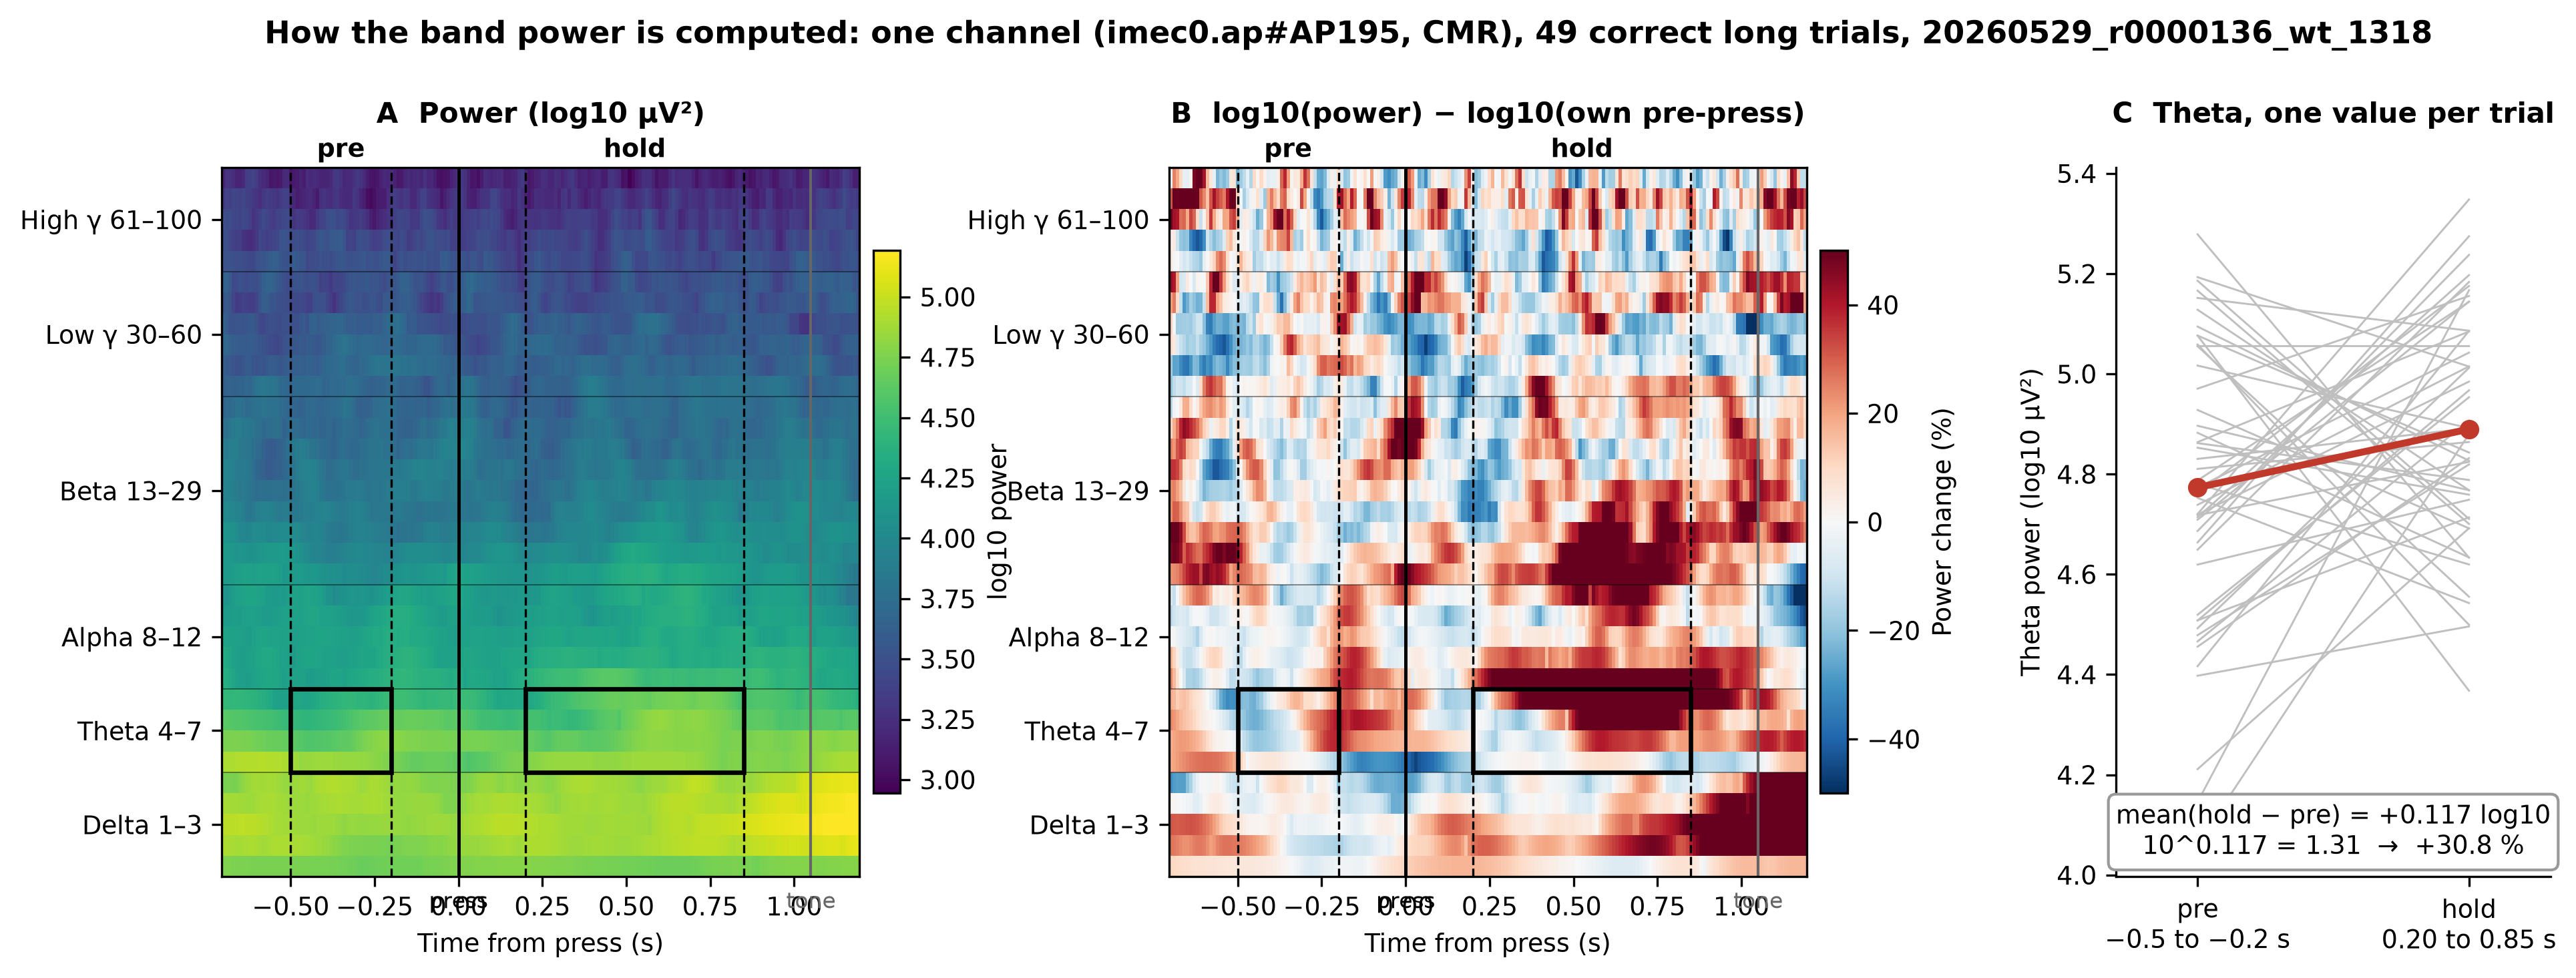 How the band power is computed: one channel (imec0.ap#AP195, CMR), 49 correct long trials, 20260529_r0000136_wt_1318
A  Power (log10 µV²)
pre
hold
High γ 61–100
Low γ 30–60
Beta 13–29
Alpha 8–12
Theta 4–7
Delta 1–3
−0.50
−0.25
0.00
0.25
0.50
0.75
1.00
press
tone
Time from press (s)
5.00
4.75
4.50
4.25
4.00
3.75
3.50
3.25
3.00
log10 power
B  log10(power) − log10(own pre-press)
pre
hold
High γ 61–100
Low γ 30–60
Beta 13–29
Alpha 8–12
Theta 4–7
Delta 1–3
−0.50
−0.25
0.00
0.25
0.50
0.75
1.00
press
tone
Time from press (s)
40
20
0
−20
−40
Power change (%)
C  Theta, one value per trial
Theta power (log10 µV²)
5.4
5.2
5.0
4.8
4.6
4.4
4.2
4.0
mean(hold − pre) = +0.117 log10
10^0.117 = 1.31 → +30.8 %
pre
−0.5 to −0.2 s
hold
0.20 to 0.85 s